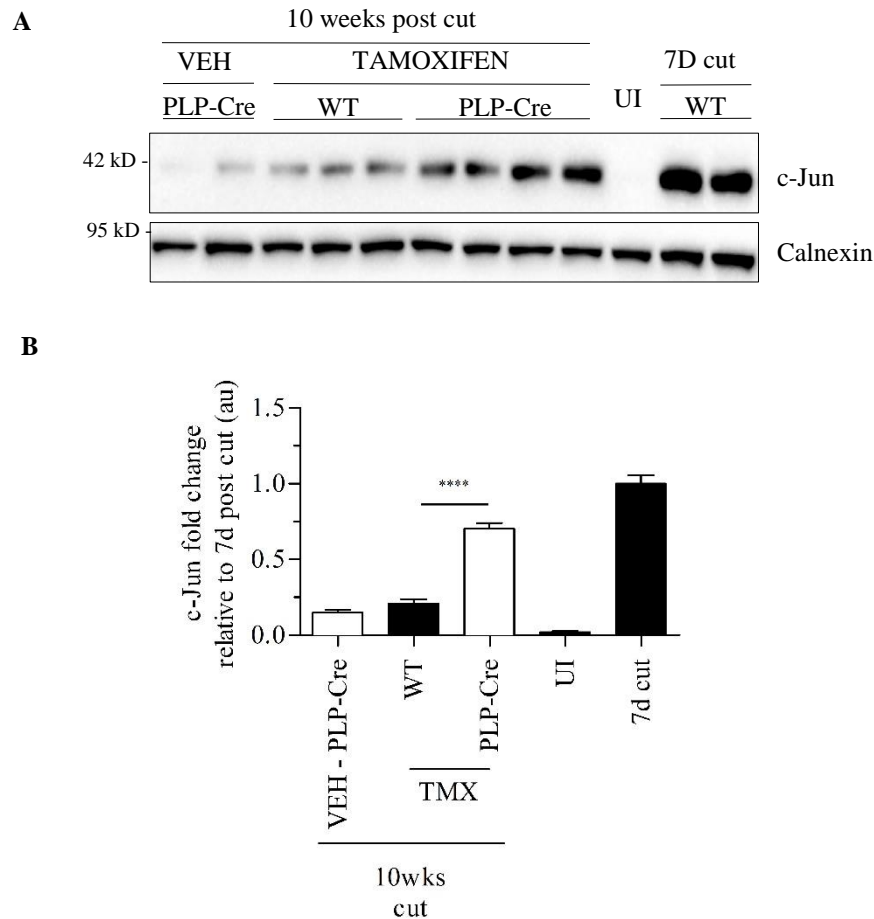 A
10 weeks post cut
VEH TAMOXIFEN 7D cut
PLP-Cre WT PLP-Cre UI WT
42 kD - c-Jun
95 kD - Calnexin
B
c-Jun fold change
relative to 7d post cut (au)
1.5
1.0
0.5
0.0
****
VEH - PLP-Cre
WT
PLP-Cre
UI
7d cut
TMX
10wks
cut